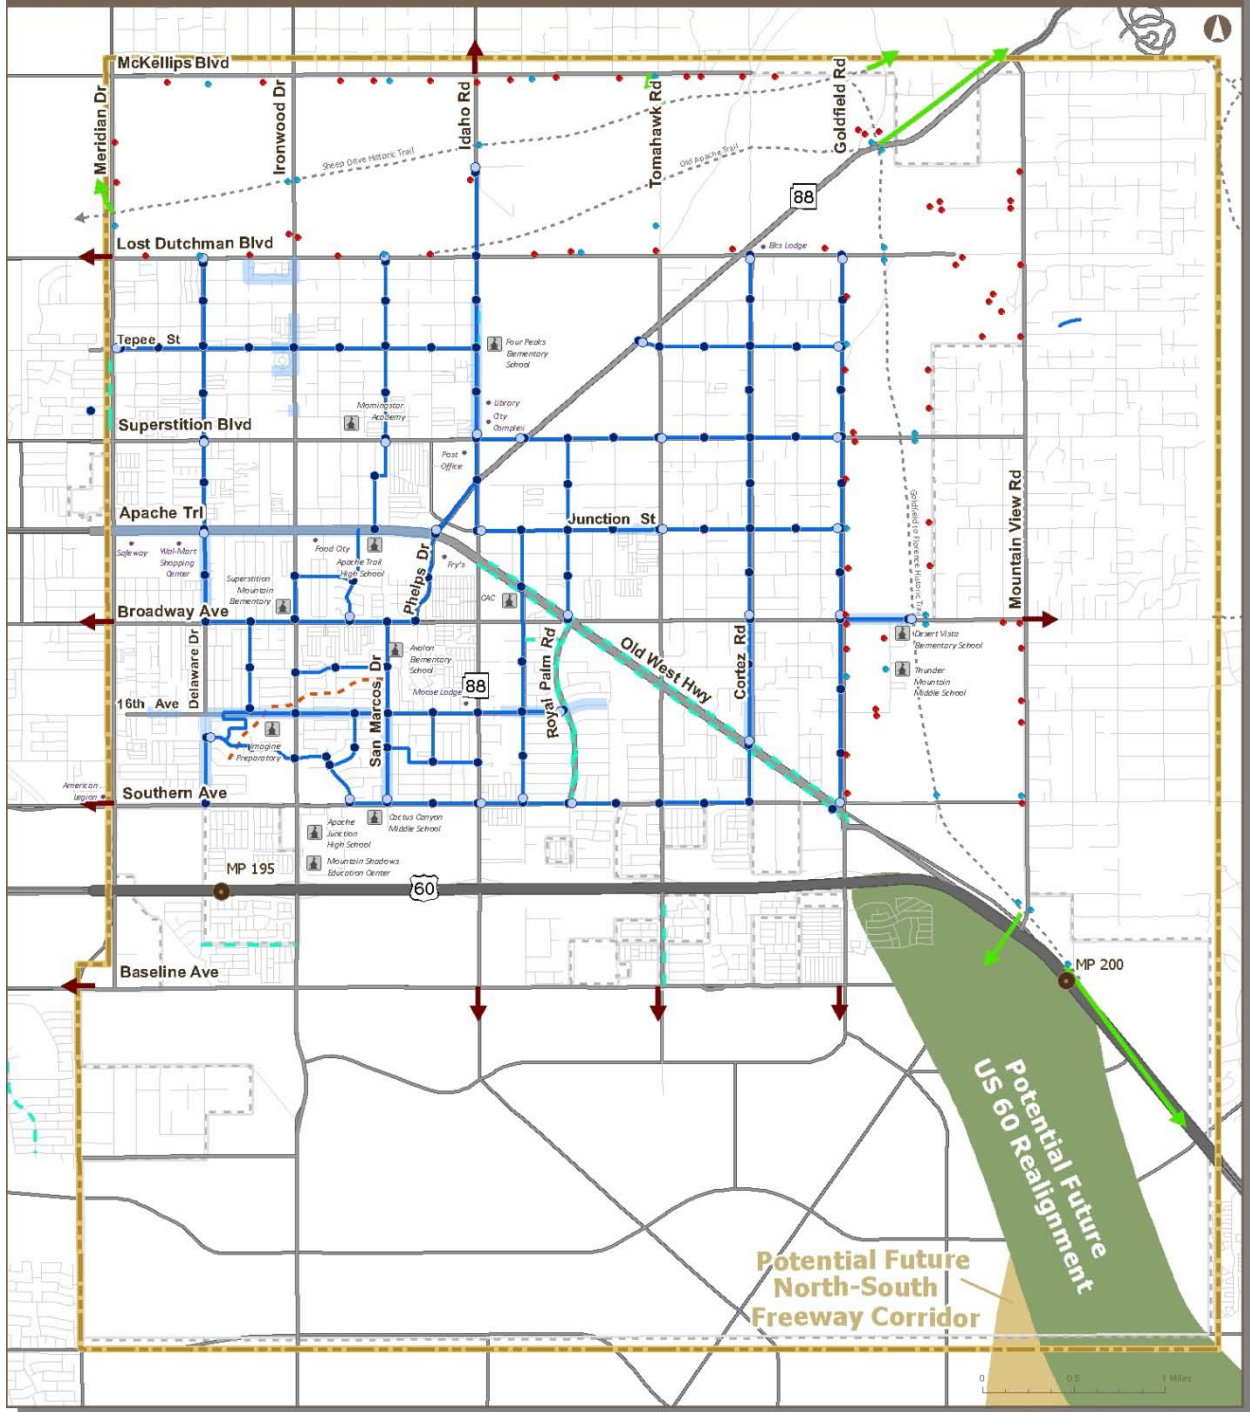 McKellips Blvd
Meridian Dr
Ironwood Dr
Idaho Rd
Tomahawk Rd
Goldfield Rd
Sheep Drive Historic Trail
Old Apache Trail
88
Lost Dutchman Blvd
Elks Lodge
Tepee St
Four Peaks
Elementary
School
Morningstar
Academy
Library
City
Complex
Superstition Blvd
Post
Office
Goldfield to Florence Historic Trail
Mountain View Rd
Apache Trl
Junction St
Safeway
Wal-Mart
Shopping
Center
Food City
Apache Trail
High School
Fry's
Phelps Dr
Superstition
Mountain
Elementary
CAC
Broadway Ave
Delaware Dr
San Marcos Dr
Avalon
Elementary
School
Royal Palm Rd
Old West Hwy
Cortez Rd
Desert Vista
Elementary School
Thunder
Mountain
Middle School
Moose Lodge
88
16th Ave
Imagine
Preparatory
American
Legion
Southern Ave
Apache
Junction
High School
Cactus Canyon
Middle School
Mountain Shadows
Education Center
MP 195
60
Baseline Ave
MP 200
Potential Future
US 60 Realignment
Potential Future
North-South
Freeway Corridor
0 0.5 1 Miles